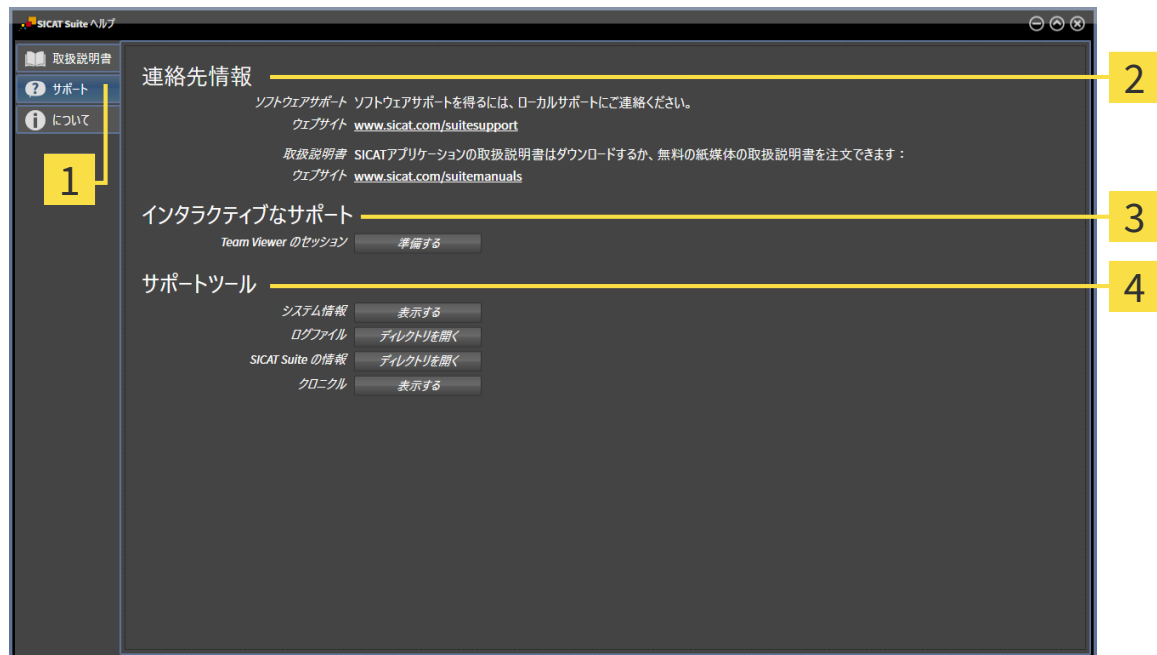 SICAT Suite ヘルプ
取扱説明書
サポート
について
1
連絡先情報
2
ソフトウェアサポート ソフトウェアサポートを得るには、ローカルサポートにご連絡ください。
ウェブサイト www.sicat.com/suitesupport
取扱説明書 SICATアプリケーションの取扱説明書はダウンロードするか、無料の紙媒体の取扱説明書を注文できます：
ウェブサイト www.sicat.com/suitemanuals
インタラクティブなサポート
3
Team Viewer のセッション 準備する
サポートツール
4
システム情報 表示する
ログファイル ディレクトリを開く
SICAT Suite の情報 ディレクトリを開く
クロニクル 表示する